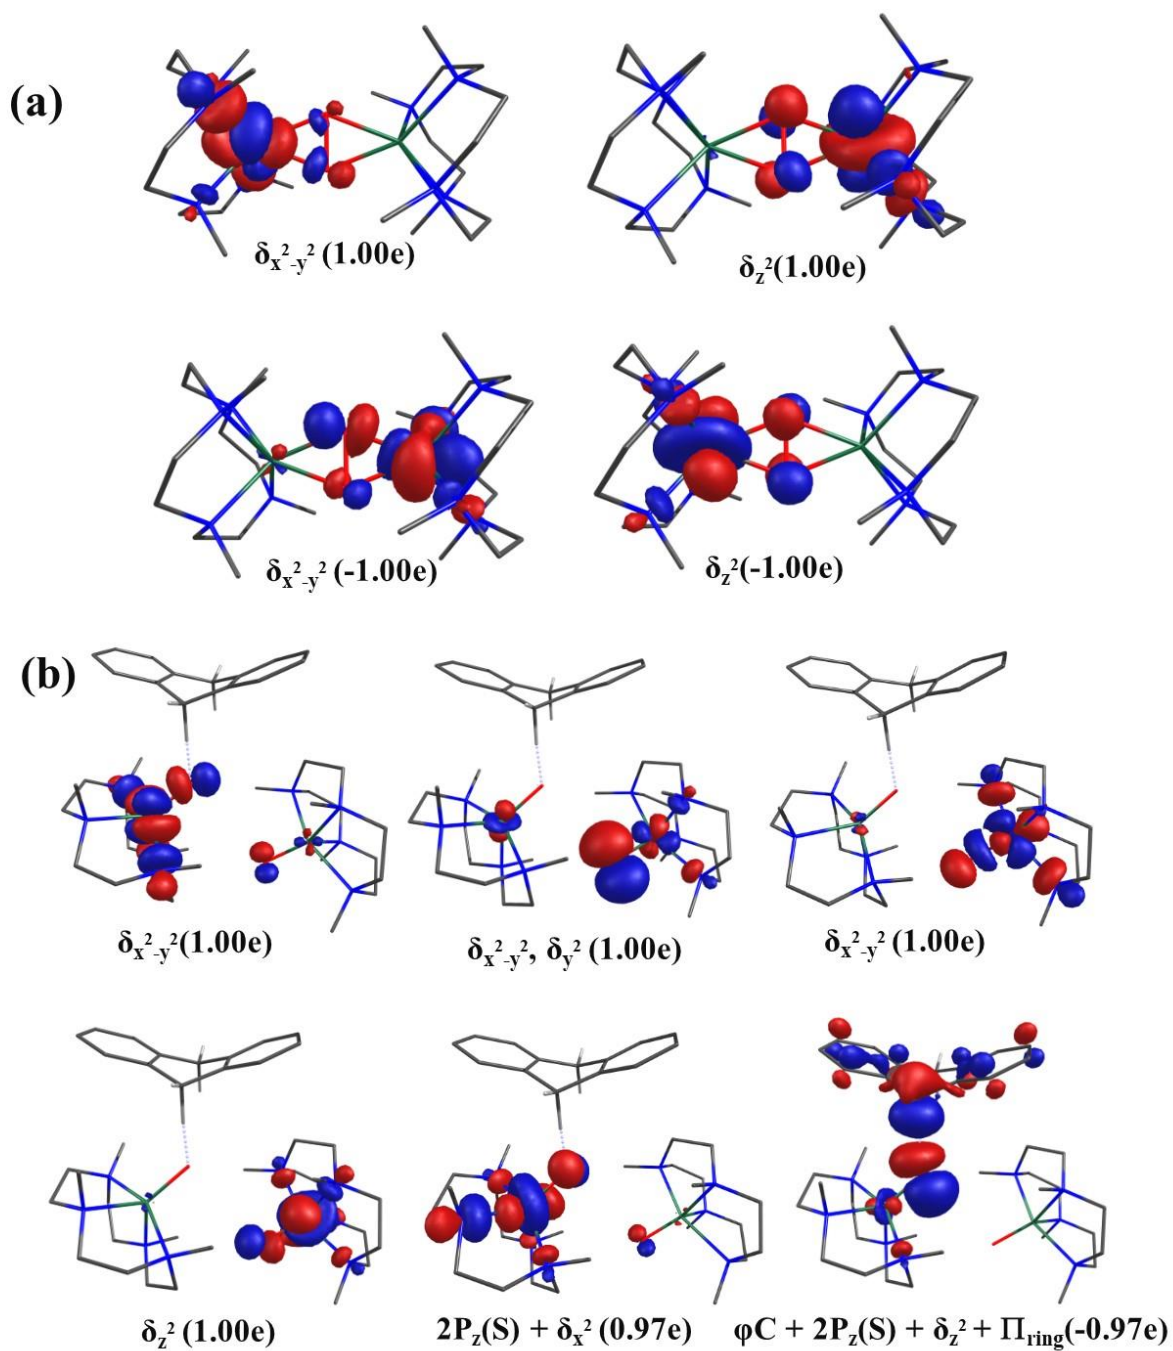 (a)
δx²-y² (1.00e) δz²(1.00e)
δx²-y² (-1.00e) δz²(-1.00e)
(b)
δx²-y²(1.00e) δx²-y², δy² (1.00e) δx²-y² (1.00e)
δz² (1.00e) 2Pz(S) + δx² (0.97e) φC + 2Pz(S) + δz² + Πring(-0.97e)